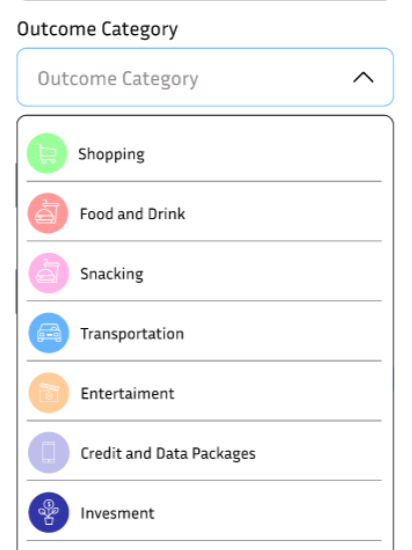 Outcome Category
Outcome Category
Shopping
Food and Drink
Snacking
Transportation
Entertaiment
Credit and Data Packages
Invesment